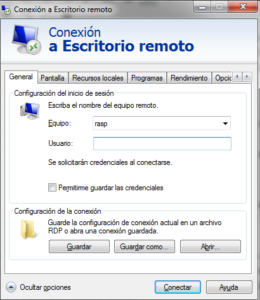 Conexión a Escritorio remoto
Conexión
a Escritorio remoto
General Pantalla Recursos locales Programas Rendimiento Opcio
Configuración del inicio de sesión
Escriba el nombre del equipo remoto.
Equipo: rasp
Usuario:
Se solicitarán credenciales al conectarse.
Permitirme guardar las credenciales
Configuración de la conexión
Guarde la configuración de conexión actual en un archivo
RDP o abra una conexión guardada.
Guardar Guardar como... Abrir...
Ocultar opciones Conectar Ayuda